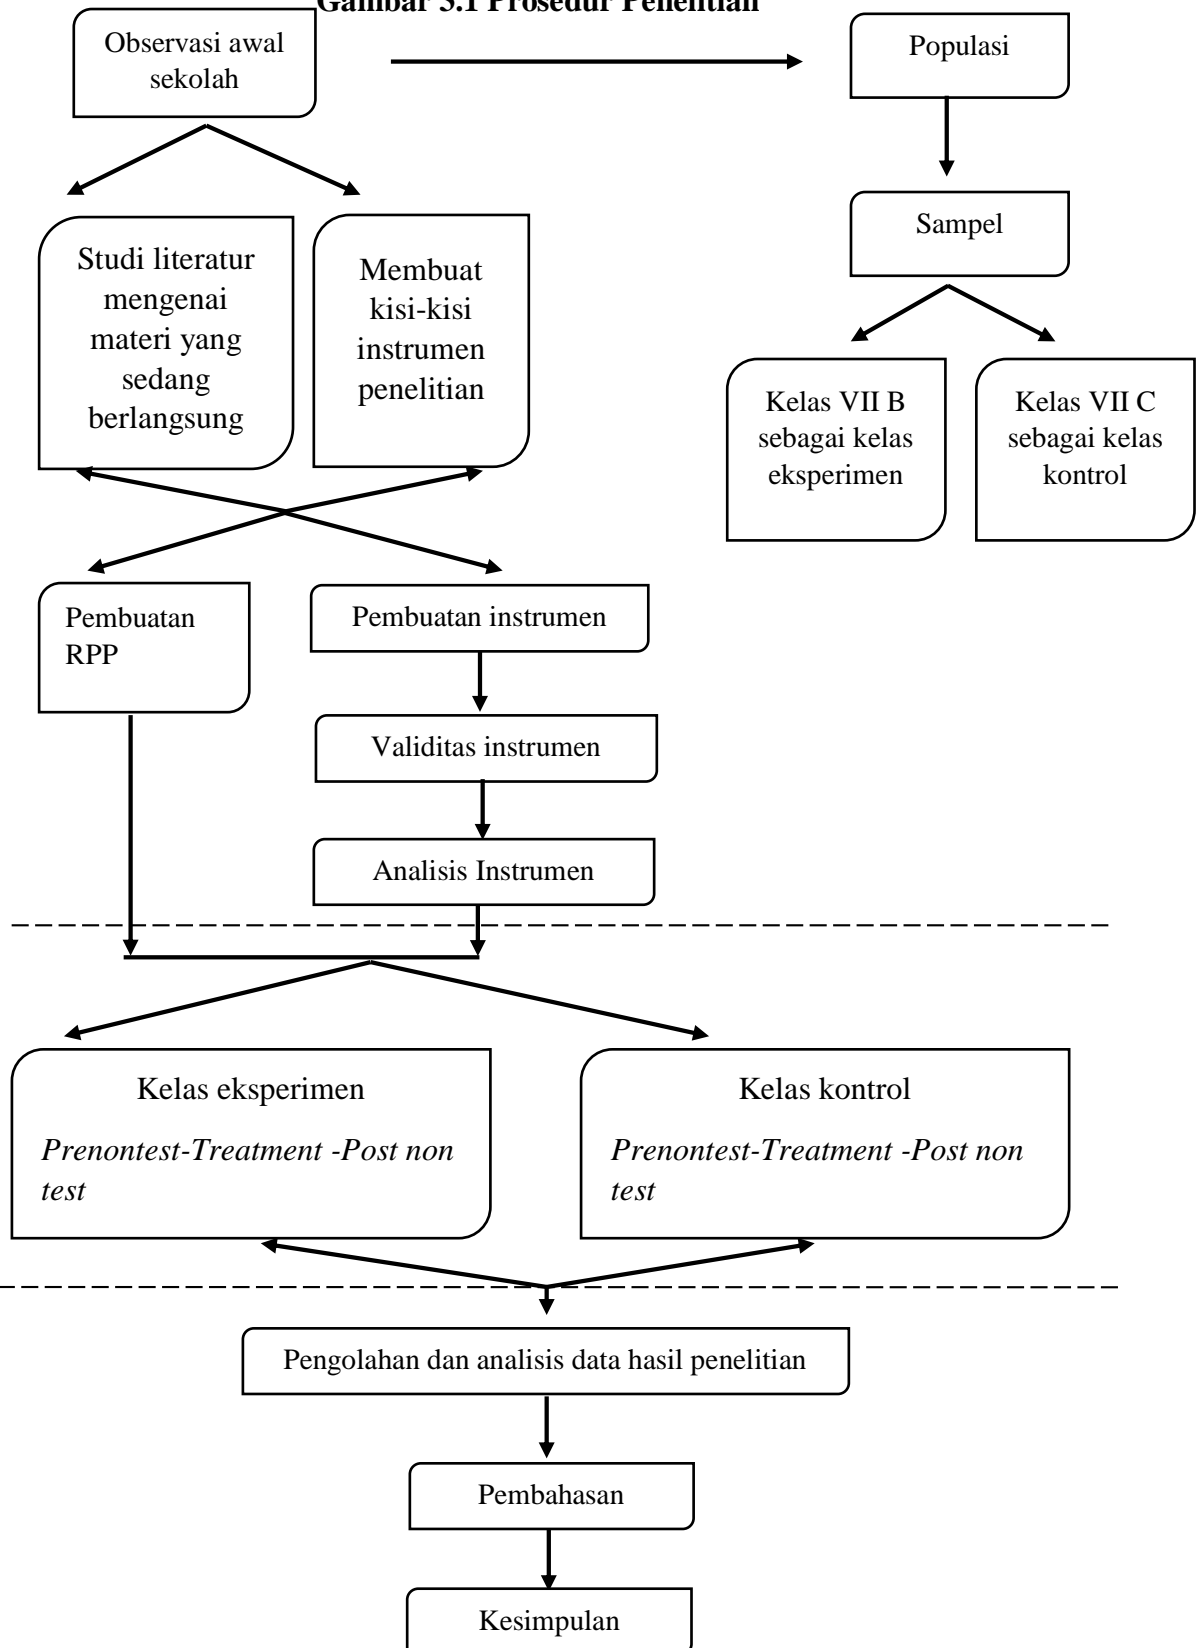 Gambar 3.1 Prosedur Penelitian
Observasi awal
sekolah
Populasi
Sampel
Studi literatur
mengenai
materi yang
sedang
berlangsung
Membuat
kisi-kisi
instrumen
penelitian
Kelas VII B
sebagai kelas
eksperimen
Kelas VII C
sebagai kelas
kontrol
Pembuatan
RPP
Pembuatan instrumen
Validitas instrumen
Analisis Instrumen
Kelas eksperimen
Prenontest-Treatment -Post non
test
Kelas kontrol
Prenontest-Treatment -Post non
test
Pengolahan dan analisis data hasil penelitian
Pembahasan
Kesimpulan